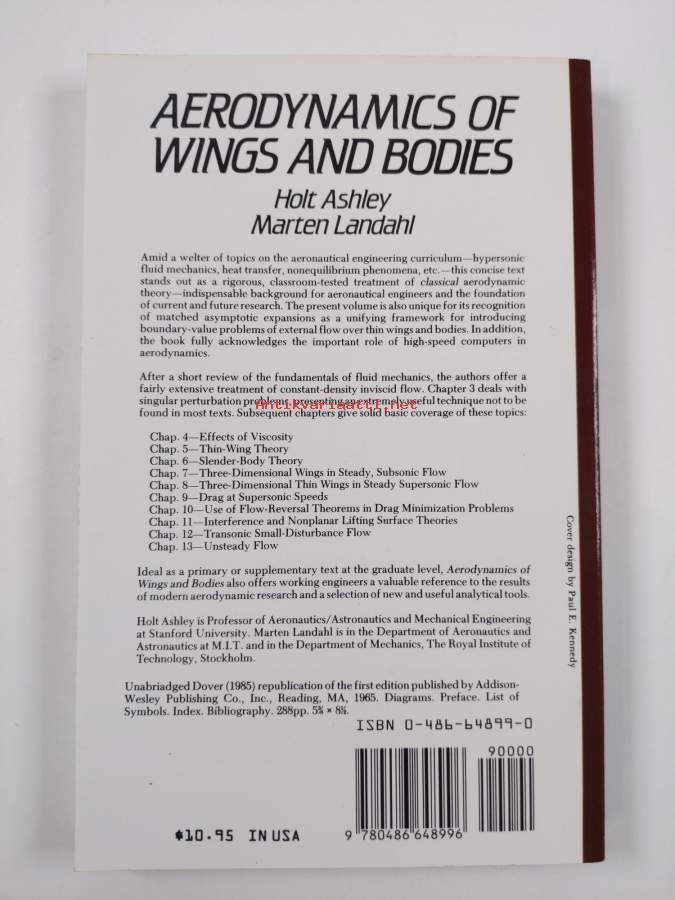 AERODYNAMICS OF
WINGS AND BODIES
Holt Ashley
Marten Landahl
Amid a welter of topics on the aeronautical engineering curriculum—hypersonic
fluid mechanics, heat transfer, nonequilibrium phenomena, etc.—this concise text
stands out as a rigorous, classroom-tested treatment of classical aerodynamic
theory—indispensable background for aeronautical engineers and the foundation
of current and future research. The present volume is also unique for its recognition
of matched asymptotic expansions as a unifying framework for introducing
boundary-value problems of external flow over thin wings and bodies. In addition,
the book fully acknowledges the important role of high-speed computers in
aerodynamics.
After a short review of the fundamentals of fluid mechanics, the authors offer a
fairly extensive treatment of constant-density inviscid flow. Chapter 3 deals with
singular perturbation problems, presenting an extremely useful technique not to be
Antikvariaatti.net
found in most texts. Subsequent chapters give solid basic coverage of these topics:
Chap. 4—Effects of Viscosity
Chap. 5—Thin-Wing Theory
Chap. 6—Slender-Body Theory
Chap. 7—Three-Dimensional Wings in Steady, Subsonic Flow
Chap. 8—Three-Dimensional Thin Wings in Steady Supersonic Flow
Chap. 9—Drag at Supersonic Speeds
Chap. 10—Use of Flow-Reversal Theorems in Drag Minimization Problems
Chap. 11—Interference and Nonplanar Lifting Surface Theories
Chap. 12—Transonic Small-Disturbance Flow
Chap. 13—Unsteady Flow
Ideal as a primary or supplementary text at the graduate level, Aerodynamics of
Wings and Bodies also offers working engineers a valuable reference to the results
of modern aerodynamic research and a selection of new and useful analytical tools.
Holt Ashley is Professor of Aeronautics/Astronautics and Mechanical Engineering
at Stanford University. Marten Landahl is in the Department of Aeronautics and
Astronautics at M.I.T. and in the Department of Mechanics, The Royal Institute of
Technology, Stockholm.
Unabriadged Dover (1985) republication of the first edition published by Addison-
Wesley Publishing Co., Inc., Reading, MA, 1965. Diagrams. Preface. List of
Symbols. Index. Bibliography. 288pp. 5⅜ × 8½.
ISBN 0-486-64899-0
90000
9 780486 648996
$10.95 IN USA
Cover design by Paul E. Kennedy